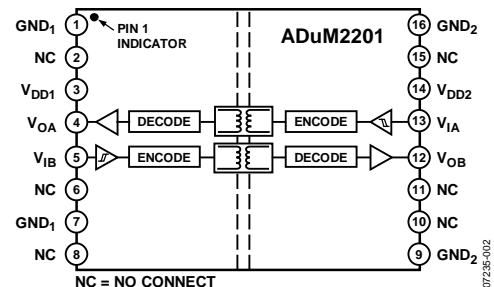 GND1 1
PIN 1
INDICATOR
ADuM2201
16 GND2
NC 2
15 NC
VDD1 3
14 VDD2
VOA 4 DECODE ENCODE 13 VIA
VIB 5 ENCODE DECODE 12 VOB
NC 6
11 NC
GND1 7
10 NC
NC 8
9 GND2
NC = NO CONNECT
07235-002